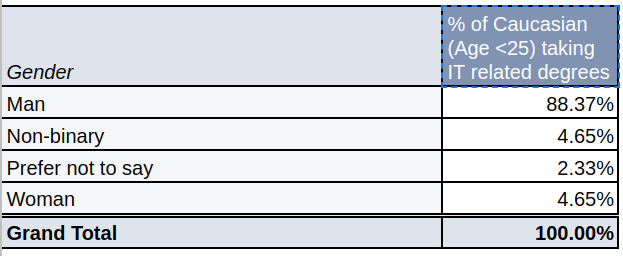 % of Caucasian
(Age <25) taking
IT related degrees
Gender
Man 88.37%
Non-binary 4.65%
Prefer not to say 2.33%
Woman 4.65%
Grand Total 100.00%